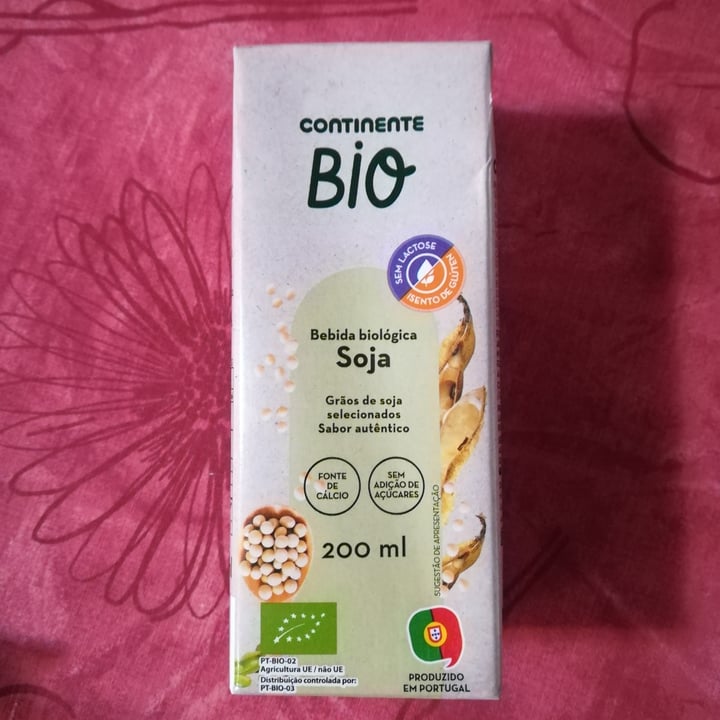 CONTINENTE
Bio
SEM LACTOSE
ISENTO DE GLÚTEN
Bebida biológica
Soja
Grãos de soja
selecionados
Sabor autêntico
FONTE
DE
CÁLCIO
SEM
ADIÇÃO DE
AÇÚCARES
200 ml
SUGESTÃO DE APRESENTAÇÃO
PT-BIO-02
Agricultura UE / não UE
Distribuição controlada por:
PT-BIO-03
PRODUZIDO
EM PORTUGAL